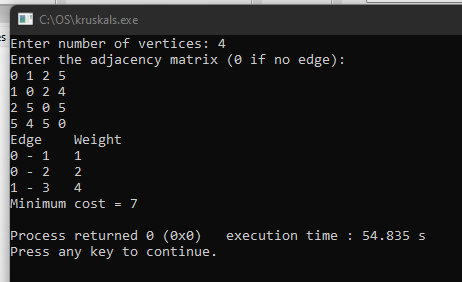 C:\OS\kruskals.exe
Enter number of vertices: 4
Enter the adjacency matrix (0 if no edge):
0 1 2 5
1 0 2 4
2 5 0 5
5 4 5 0
Edge    Weight
0 - 1   1
0 - 2   2
1 - 3   4
Minimum cost = 7
Process returned 0 (0x0)   execution time : 54.835 s
Press any key to continue.